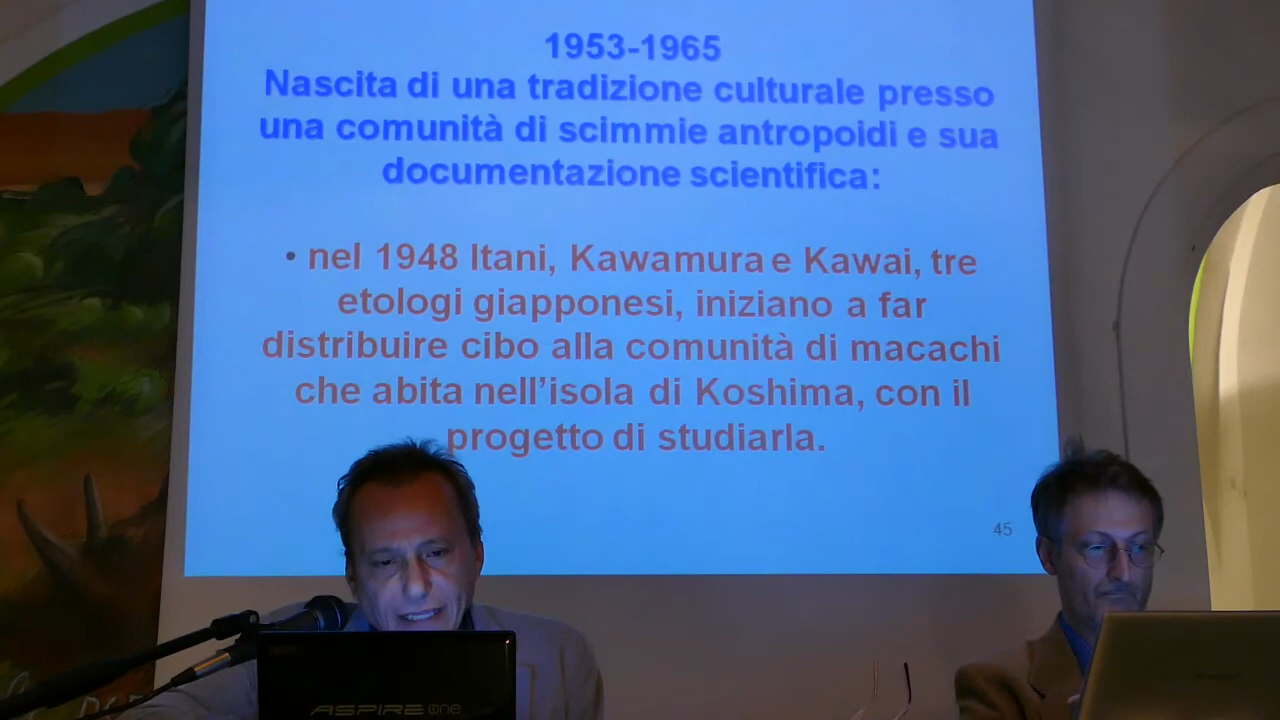 1953-1965
Nascita di una tradizione culturale presso
una comunità di scimmie antropoidi e sua
documentazione scientifica:
• nel 1948 Itani, Kawamura e Kawai, tre
etologi giapponesi, iniziano a far
distribuire cibo alla comunità di macachi
che abita nell’isola di Koshima, con il
progetto di studiarla.
45
ASPIRE one